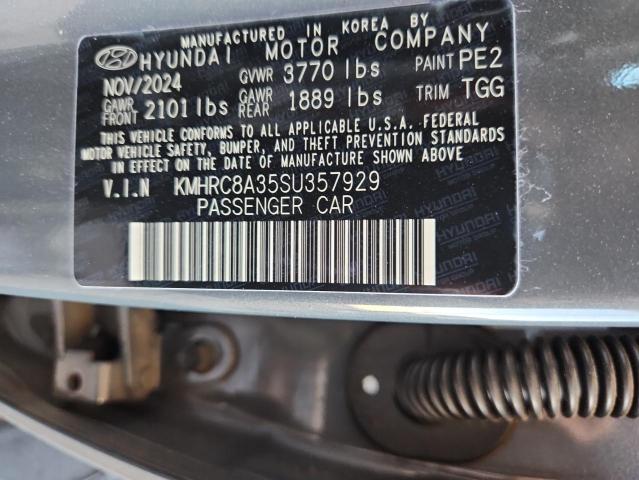 MANUFACTURED IN KOREA BY
HYUNDAI MOTOR COMPANY
NOV/2024 GVWR 3770 lbs PAINT PE2
GAWR FRONT 2101 lbs GAWR REAR 1889 lbs TRIM TGG
THIS VEHICLE CONFORMS TO ALL APPLICABLE U.S.A. FEDERAL
MOTOR VEHICLE SAFETY, BUMPER, AND THEFT PREVENTION STANDARDS
IN EFFECT ON THE DATE OF MANUFACTURE SHOWN ABOVE
V.I.N KMHRC8A35SU357929
PASSENGER CAR